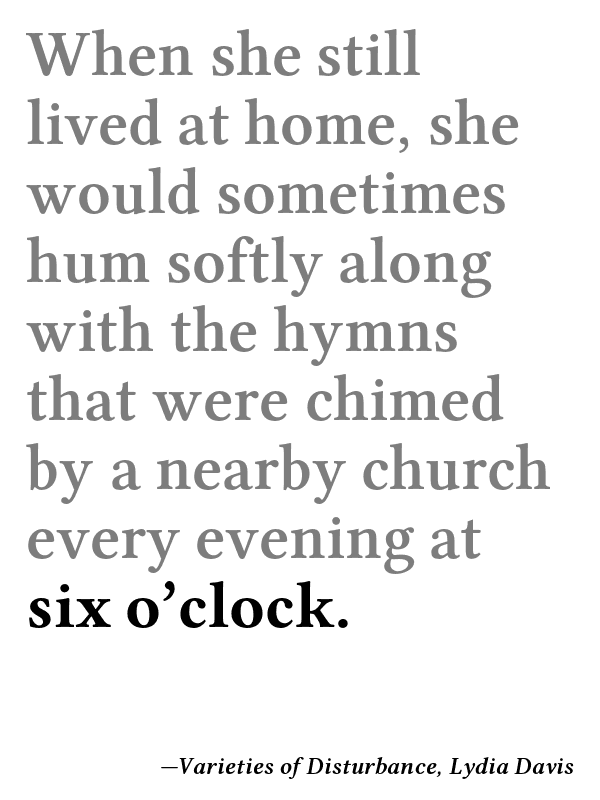 When she still
lived at home, she
would sometimes
hum softly along
with the hymns
that were chimed
by a nearby church
every evening at
six o’clock.
—Varieties of Disturbance, Lydia Davis